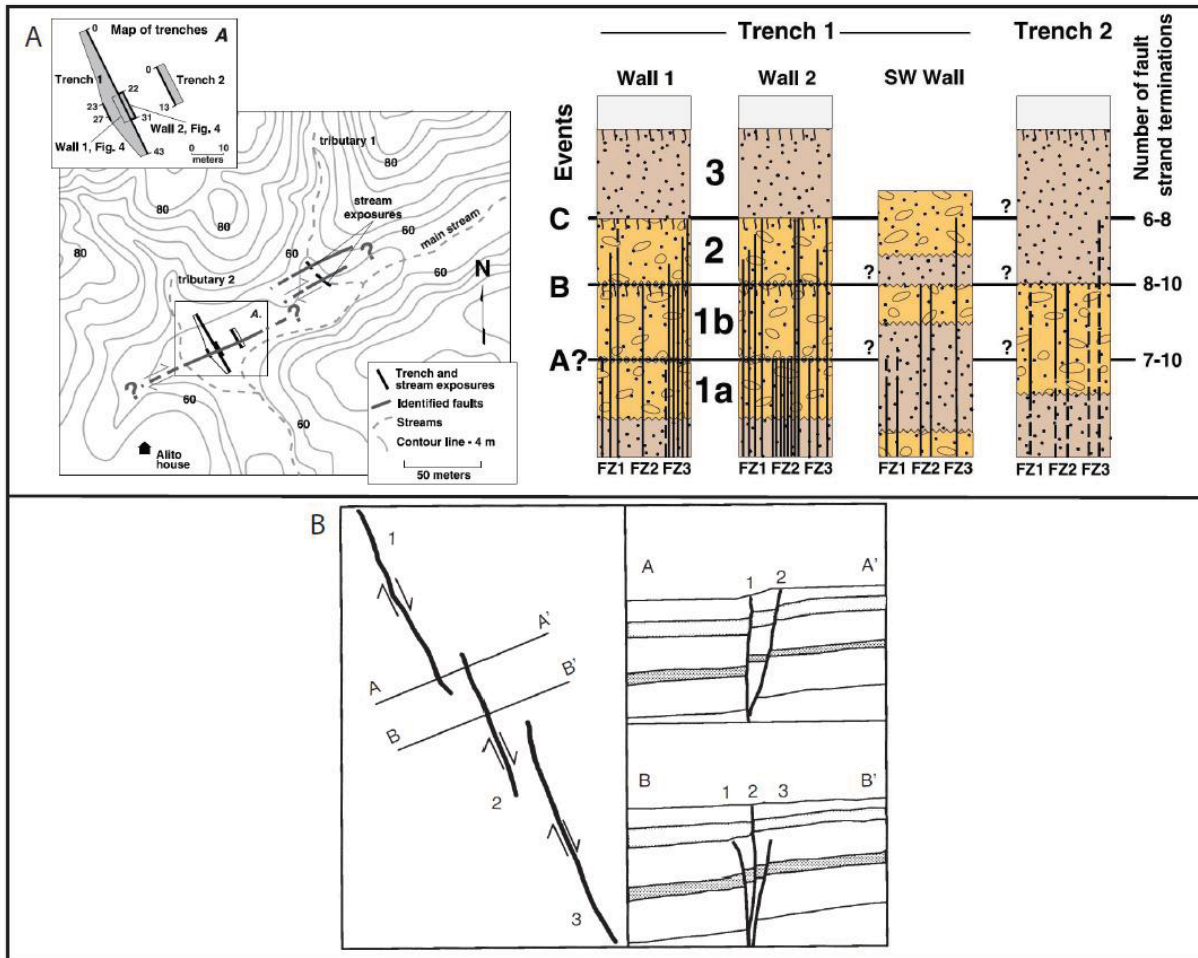 A
Map of trenches
A
0
Trench 1
0
Trench 2
22
23
13
27
31
Wall 2, Fig. 4
Wall 1, Fig. 4
43
0 10
meters
tributary 1
80
80
stream
exposures
main stream
60
80
60
60
tributary 2
?
N
A.
?
?
60
Alito
house
Trench and
stream exposures
Identified faults
Streams
Contour line - 4 m
50 meters
Trench 1
Trench 2
Wall 1
Wall 2
SW Wall
Events
Number of fault
strand terminations
3
C
?
6-8
2
B
?
?
8-10
1b
A?
?
?
7-10
1a
FZ1 FZ2 FZ3
FZ1 FZ2 FZ3
FZ1 FZ2 FZ3
FZ1 FZ2 FZ3
B
1
A'
B'
A
B
2
3
A
A'
1 2
B
B'
1 2 3